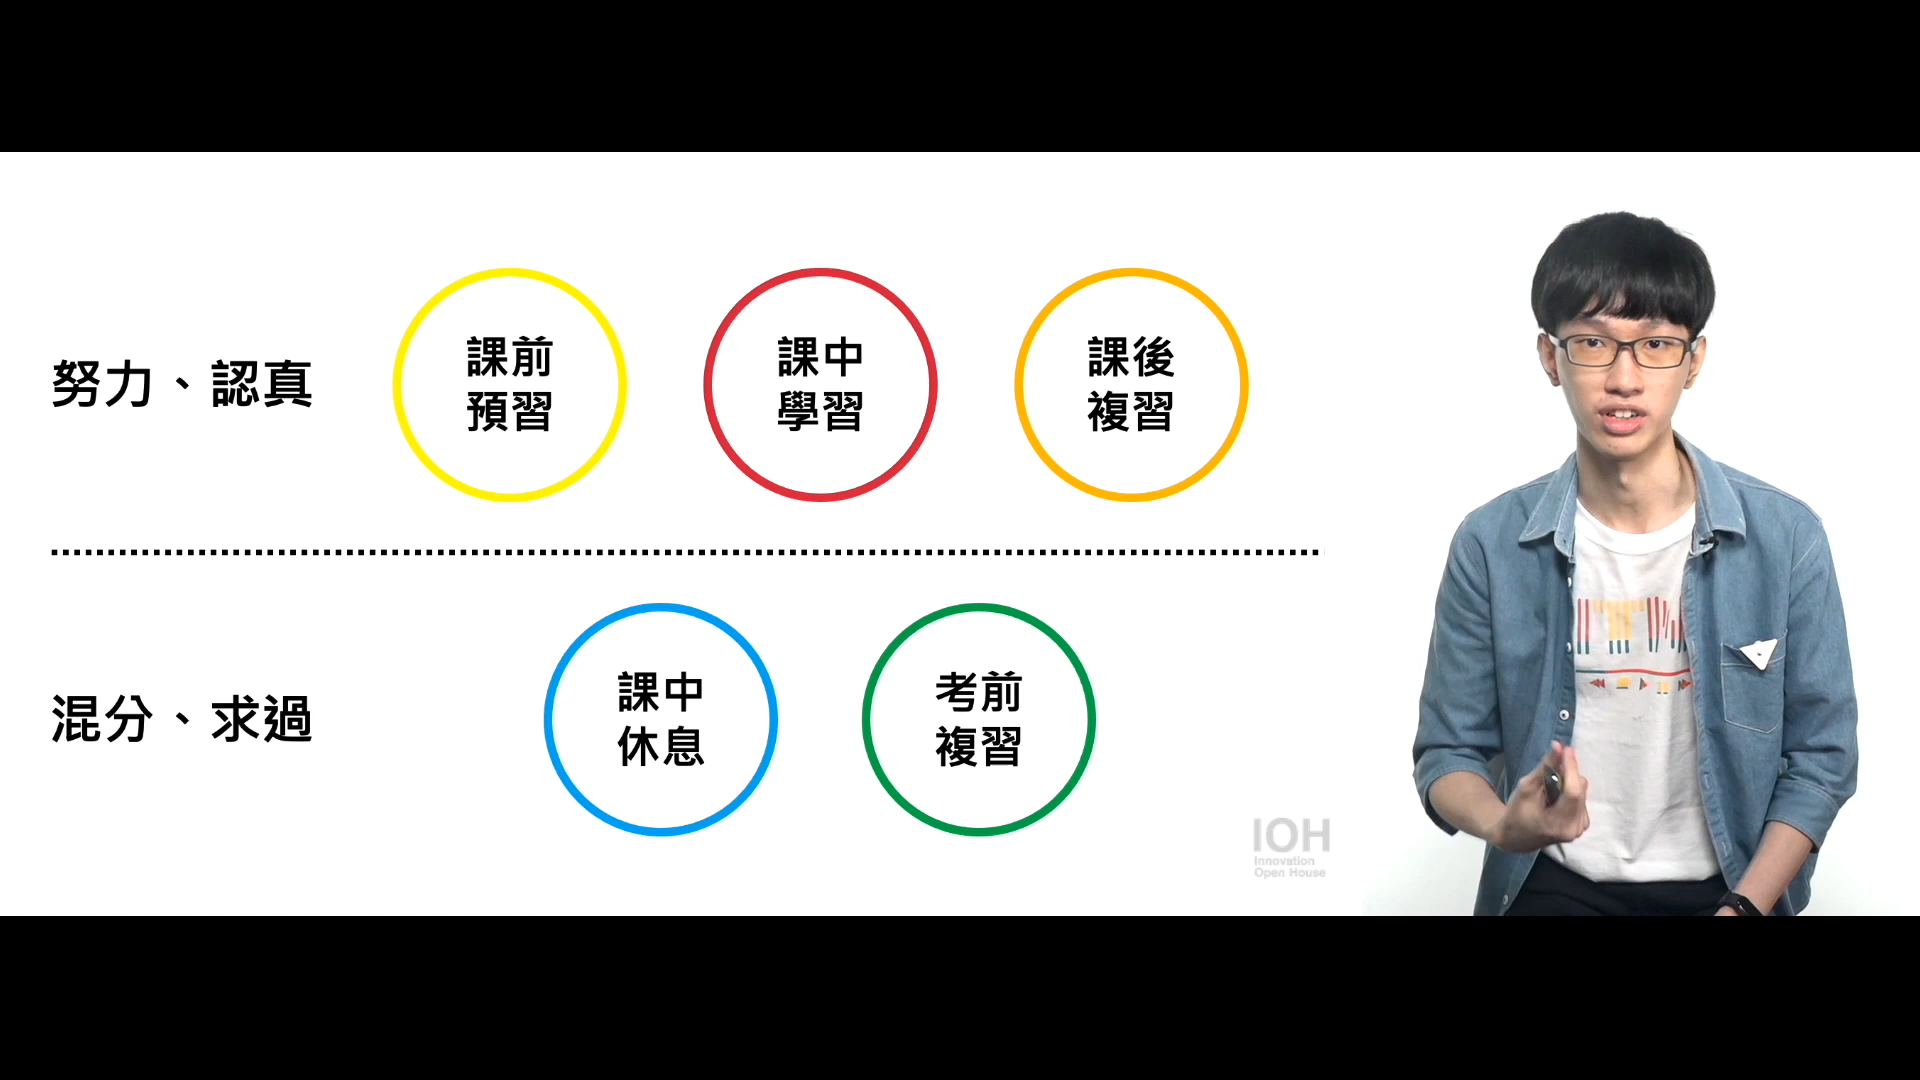 努力、認真
課前
預習
課中
學習
課後
複習
混分、求過
課中
休息
考前
複習
IOH
Innovation
Open House